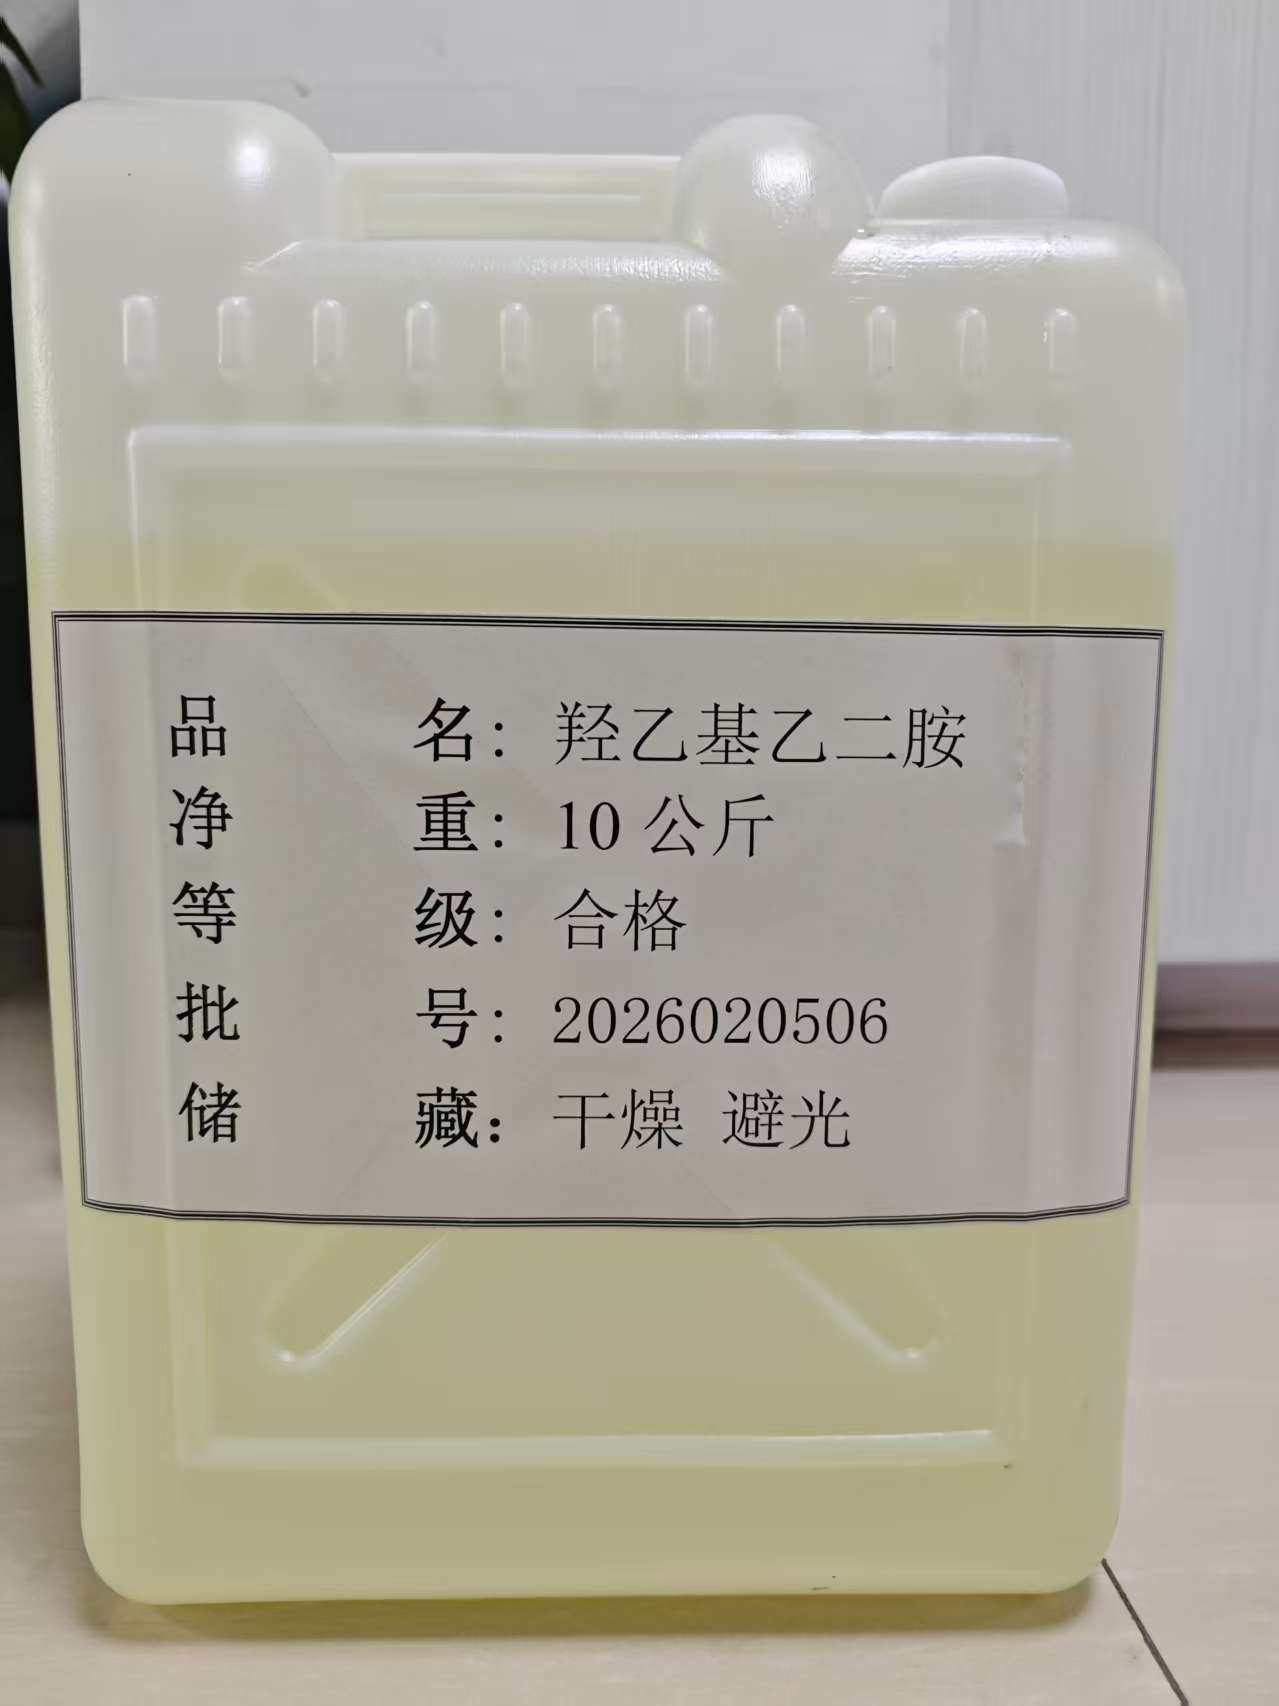 品 名：羟乙基乙二胺
净 重：10 公斤
等 级：合格
批 号：2026020506
储 藏：干燥 避光